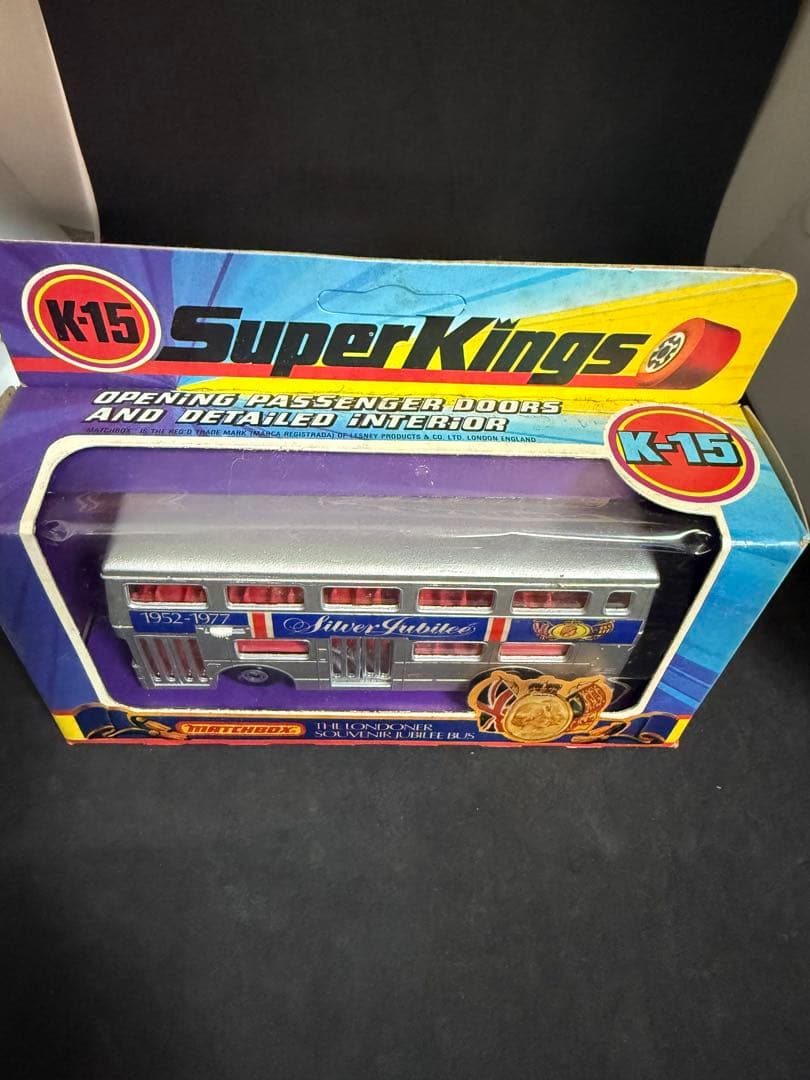 K-15
SuperKings
OPENING PASSENGER DOORS
AND DETAILED INTERIOR
"MATCHBOX" IS THE REG'D TRADE MARK (MARCA REGISTRADA) OF LESNEY PRODUCTS & CO. LTD. LONDON ENGLAND
K-15
1952-1977
Silver Jubilee
MATCHBOX
THE LONDONER
SOUVENIR JUBILEE BUS